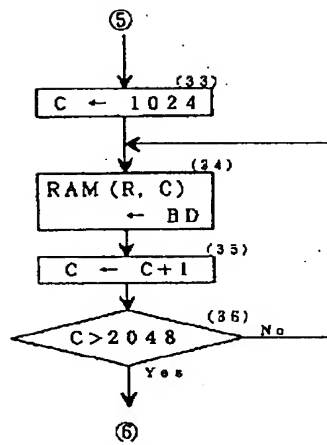 ⑤
(33)
C ← 1024
(34)
RAM (R, C)
← BD
(35)
C ← C+1
(36)
C>2048
No
Yes
⑥